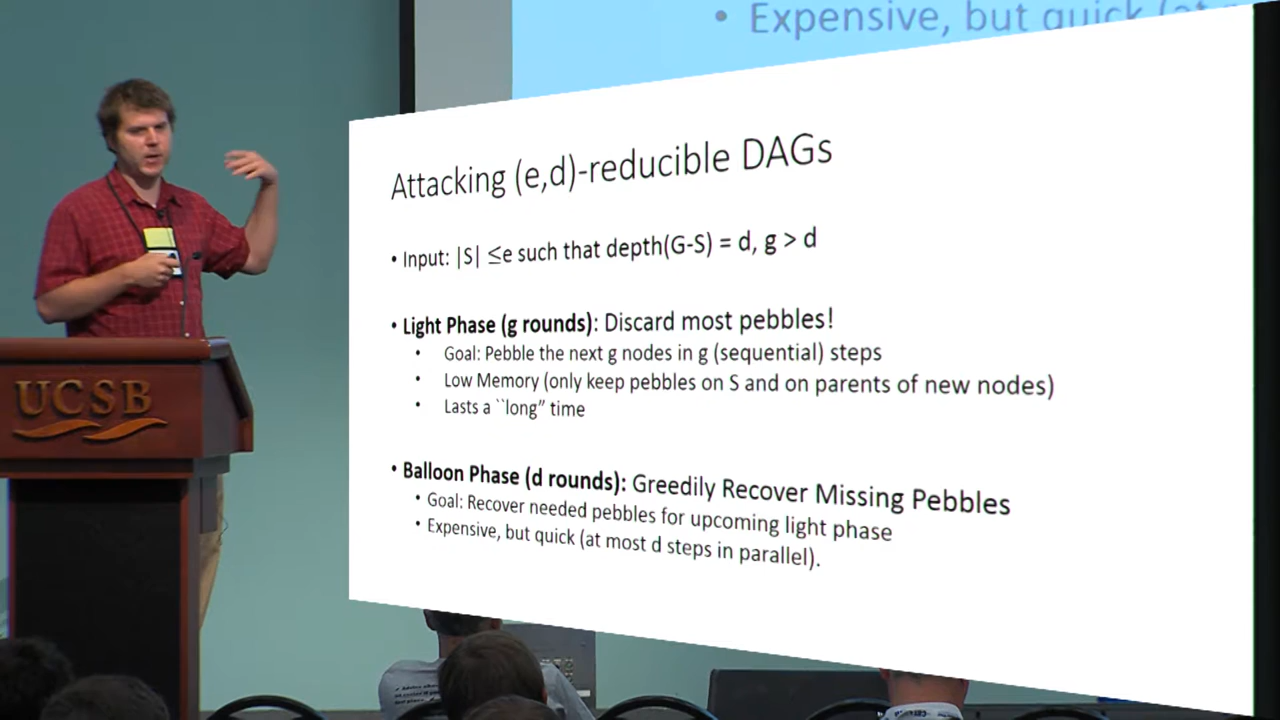 • Expensive, but quick (at
Attacking (e,d)-reducible DAGs
• Input: |S| ≤e such that depth(G-S) = d, g > d
• Light Phase (g rounds): Discard most pebbles!
• Goal: Pebble the next g nodes in g (sequential) steps
• Low Memory (only keep pebbles on S and on parents of new nodes)
• Lasts a ``long” time
• Balloon Phase (d rounds): Greedily Recover Missing Pebbles
• Goal: Recover needed pebbles for upcoming light phase
• Expensive, but quick (at most d steps in parallel).
UCSB